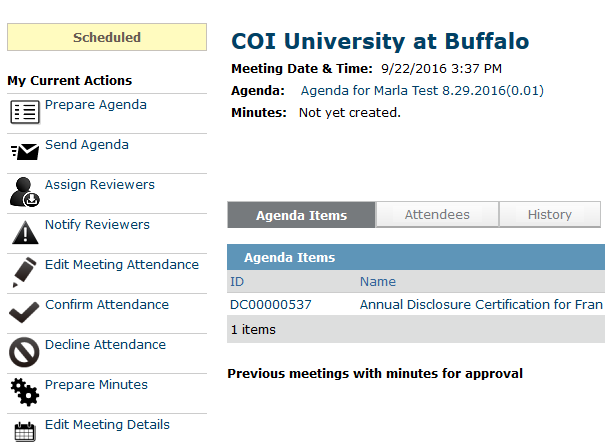 Scheduled
My Current Actions
Prepare Agenda
Send Agenda
Assign Reviewers
Notify Reviewers
Edit Meeting Attendance
Confirm Attendance
Decline Attendance
Prepare Minutes
Edit Meeting Details
COI University at Buffalo
Meeting Date & Time: 9/22/2016 3:37 PM
Agenda: Agenda for Marla Test 8.29.2016(0.01)
Minutes: Not yet created.
Agenda Items Attendees History
Agenda Items
ID Name
DC00000537 Annual Disclosure Certification for Fran
1 items
Previous meetings with minutes for approval